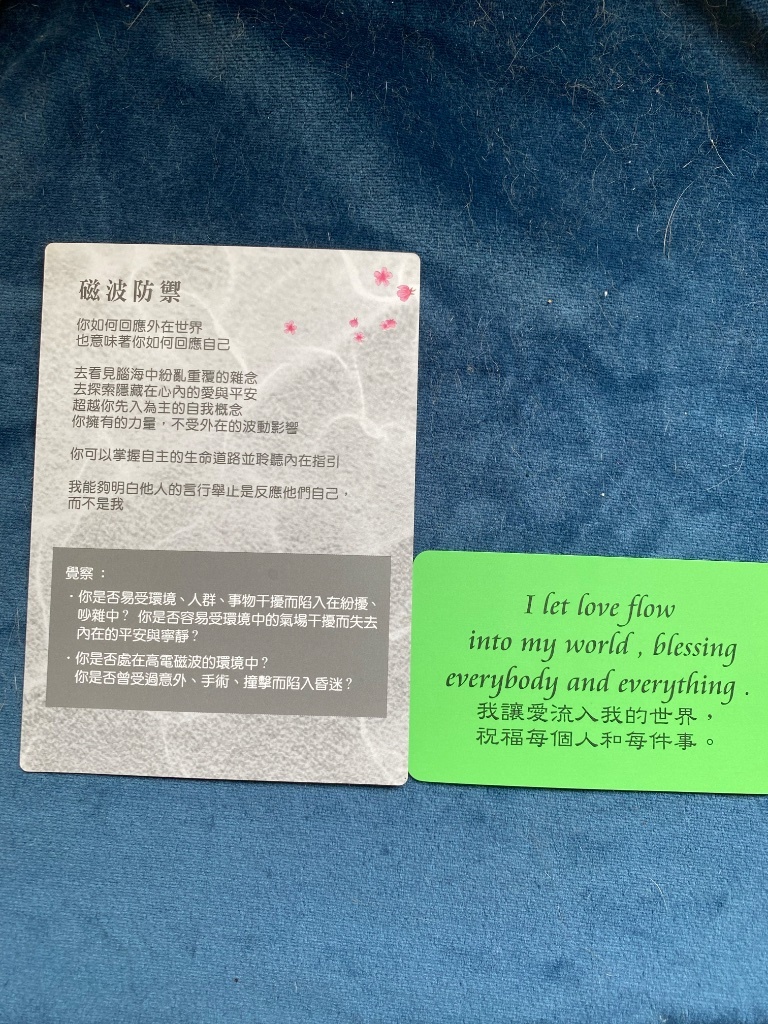 磁波防禦
你如何回應外在世界
也意味著你如何回應自己
去看見腦海中紛亂重覆的雜念
去探索隱藏在心內的愛與平安
超越你先入為主的自我概念
你擁有的力量，不受外在的波動影響
你可以掌握自主的生命道路並聆聽內在指引
我能夠明白他人的言行舉止是反應他們自己，
而不是我
覺察：
·你是否易受環境、人群、事物干擾而陷入在紛擾、
吵雜中？ 你是否容易受環境中的氣場干擾而失去
內在的平安與寧靜？
·你是否處在高電磁波的環境中？
你是否曾受過意外、手術、撞擊而陷入昏迷？
I let love flow
into my world , blessing
everybody and everything .
我讓愛流入我的世界，
祝福每個人和每件事。